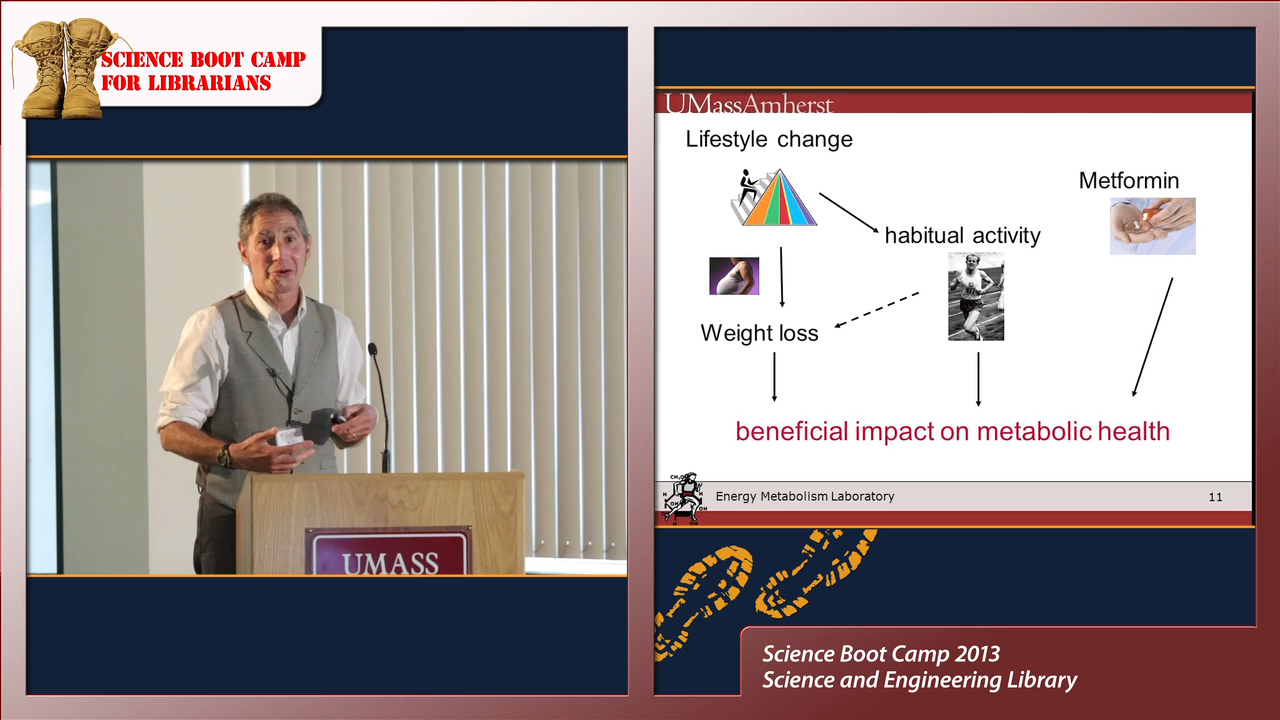 SCIENCE BOOT CAMP
FOR LIBRARIANS
UMASS
UMassAmherst
Lifestyle change
Metformin
habitual activity
Weight loss
beneficial impact on metabolic health
Energy Metabolism Laboratory
11
Science Boot Camp 2013
Science and Engineering Library